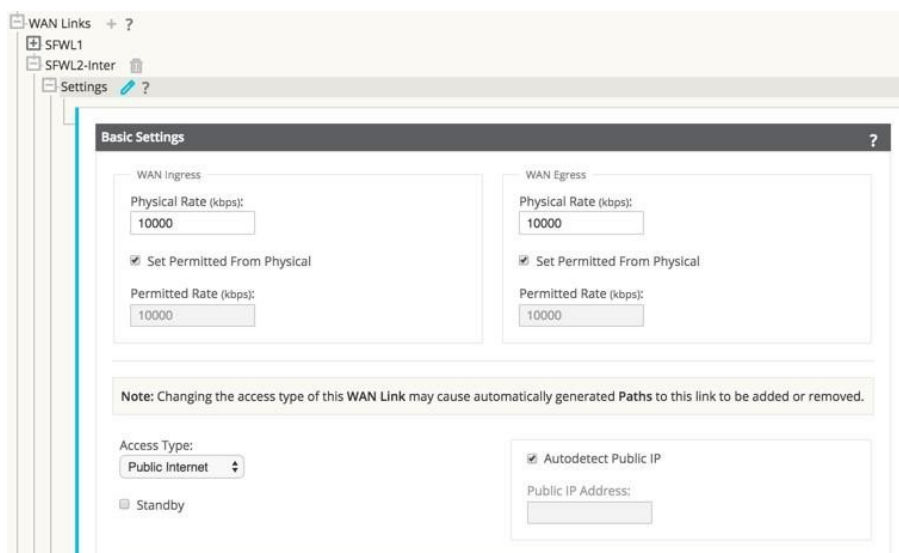 WAN Links + ?
SFWL1
SFWL2-Inter
Settings ?
Basic Settings ?
WAN Ingress
Physical Rate (kbps):
10000
Set Permitted From Physical
Permitted Rate (kbps):
10000
WAN Egress
Physical Rate (kbps):
10000
Set Permitted From Physical
Permitted Rate (kbps):
10000
Note: Changing the access type of this WAN Link may cause automatically generated Paths to this link to be added or removed.
Access Type:
Public Internet
Standby
Autodetect Public IP
Public IP Address: